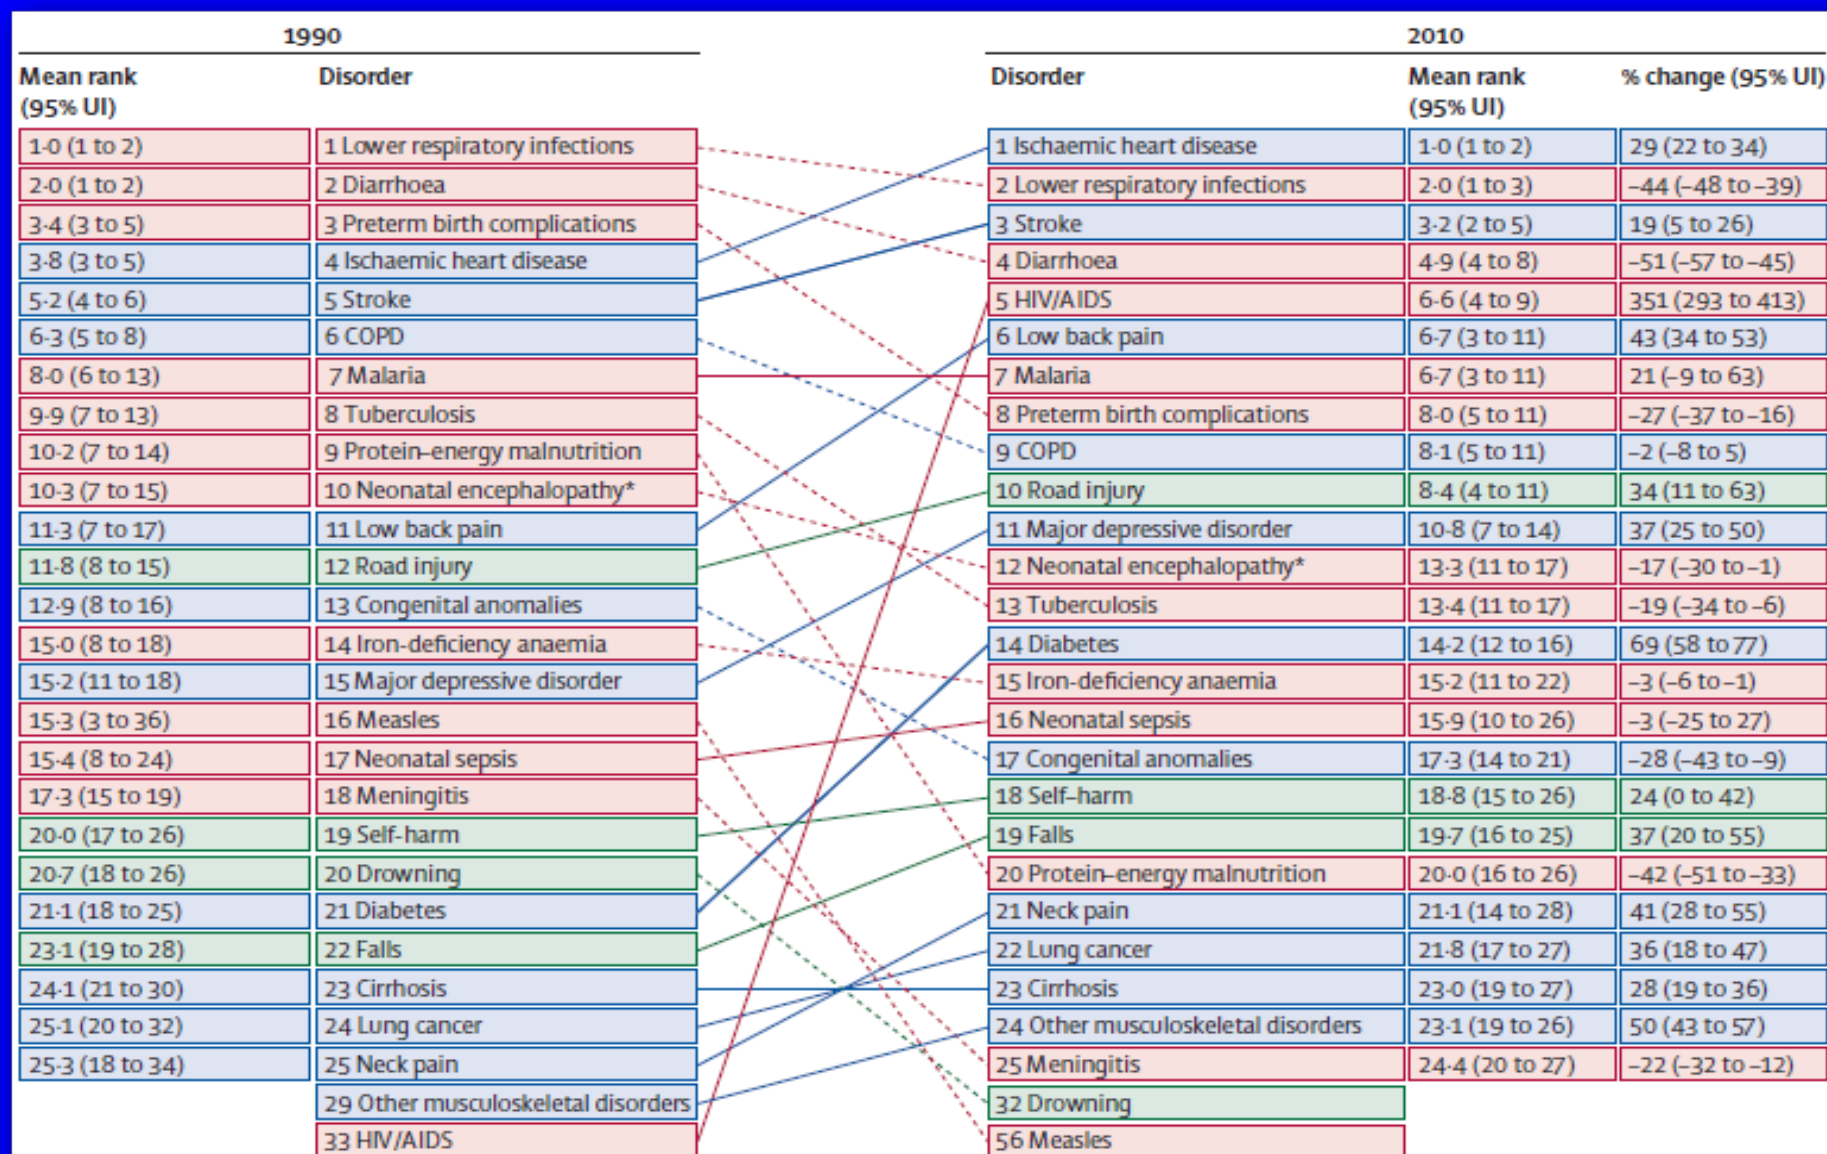 1990
2010
Mean rank (95% UI) Disorder
Disorder Mean rank (95% UI) % change (95% UI)
1·0 (1 to 2) 1 Lower respiratory infections 1 Ischaemic heart disease 1·0 (1 to 2) 29 (22 to 34)
2·0 (1 to 2) 2 Diarrhoea 2 Lower respiratory infections 2·0 (1 to 3) –44 (–48 to –39)
3·4 (3 to 5) 3 Preterm birth complications 3 Stroke 3·2 (2 to 5) 19 (5 to 26)
3·8 (3 to 5) 4 Ischaemic heart disease 4 Diarrhoea 4·9 (4 to 8) –51 (–57 to –45)
5·2 (4 to 6) 5 Stroke 5 HIV/AIDS 6·6 (4 to 9) 351 (293 to 413)
6·3 (5 to 8) 6 COPD 6 Low back pain 6·7 (3 to 11) 43 (34 to 53)
8·0 (6 to 13) 7 Malaria 7 Malaria 6·7 (3 to 11) 21 (–9 to 63)
9·9 (7 to 13) 8 Tuberculosis 8 Preterm birth complications 8·0 (5 to 11) –27 (–37 to –16)
10·2 (7 to 14) 9 Protein–energy malnutrition 9 COPD 8·1 (5 to 11) –2 (–8 to 5)
10·3 (7 to 15) 10 Neonatal encephalopathy* 10 Road injury 8·4 (4 to 11) 34 (11 to 63)
11·3 (7 to 17) 11 Low back pain 11 Major depressive disorder 10·8 (7 to 14) 37 (25 to 50)
11·8 (8 to 15) 12 Road injury 12 Neonatal encephalopathy* 13·3 (11 to 17) –17 (–30 to –1)
12·9 (8 to 16) 13 Congenital anomalies 13 Tuberculosis 13·4 (11 to 17) –19 (–34 to –6)
15·0 (8 to 18) 14 Iron-deficiency anaemia 14 Diabetes 14·2 (12 to 16) 69 (58 to 77)
15·2 (11 to 18) 15 Major depressive disorder 15 Iron-deficiency anaemia 15·2 (11 to 22) –3 (–6 to –1)
15·3 (3 to 36) 16 Measles 16 Neonatal sepsis 15·9 (10 to 26) –3 (–25 to 27)
15·4 (8 to 24) 17 Neonatal sepsis 17 Congenital anomalies 17·3 (14 to 21) –28 (–43 to –9)
17·3 (15 to 19) 18 Meningitis 18 Self–harm 18·8 (15 to 26) 24 (0 to 42)
20·0 (17 to 26) 19 Self-harm 19 Falls 19·7 (16 to 25) 37 (20 to 55)
20·7 (18 to 26) 20 Drowning 20 Protein–energy malnutrition 20·0 (16 to 26) –42 (–51 to –33)
21·1 (18 to 25) 21 Diabetes 21 Neck pain 21·1 (14 to 28) 41 (28 to 55)
23·1 (19 to 28) 22 Falls 22 Lung cancer 21·8 (17 to 27) 36 (18 to 47)
24·1 (21 to 30) 23 Cirrhosis 23 Cirrhosis 23·0 (19 to 27) 28 (19 to 36)
25·1 (20 to 32) 24 Lung cancer 24 Other musculoskeletal disorders 23·1 (19 to 26) 50 (43 to 57)
25·3 (18 to 34) 25 Neck pain 25 Meningitis 24·4 (20 to 27) –22 (–32 to –12)
29 Other musculoskeletal disorders 32 Drowning
33 HIV/AIDS 56 Measles